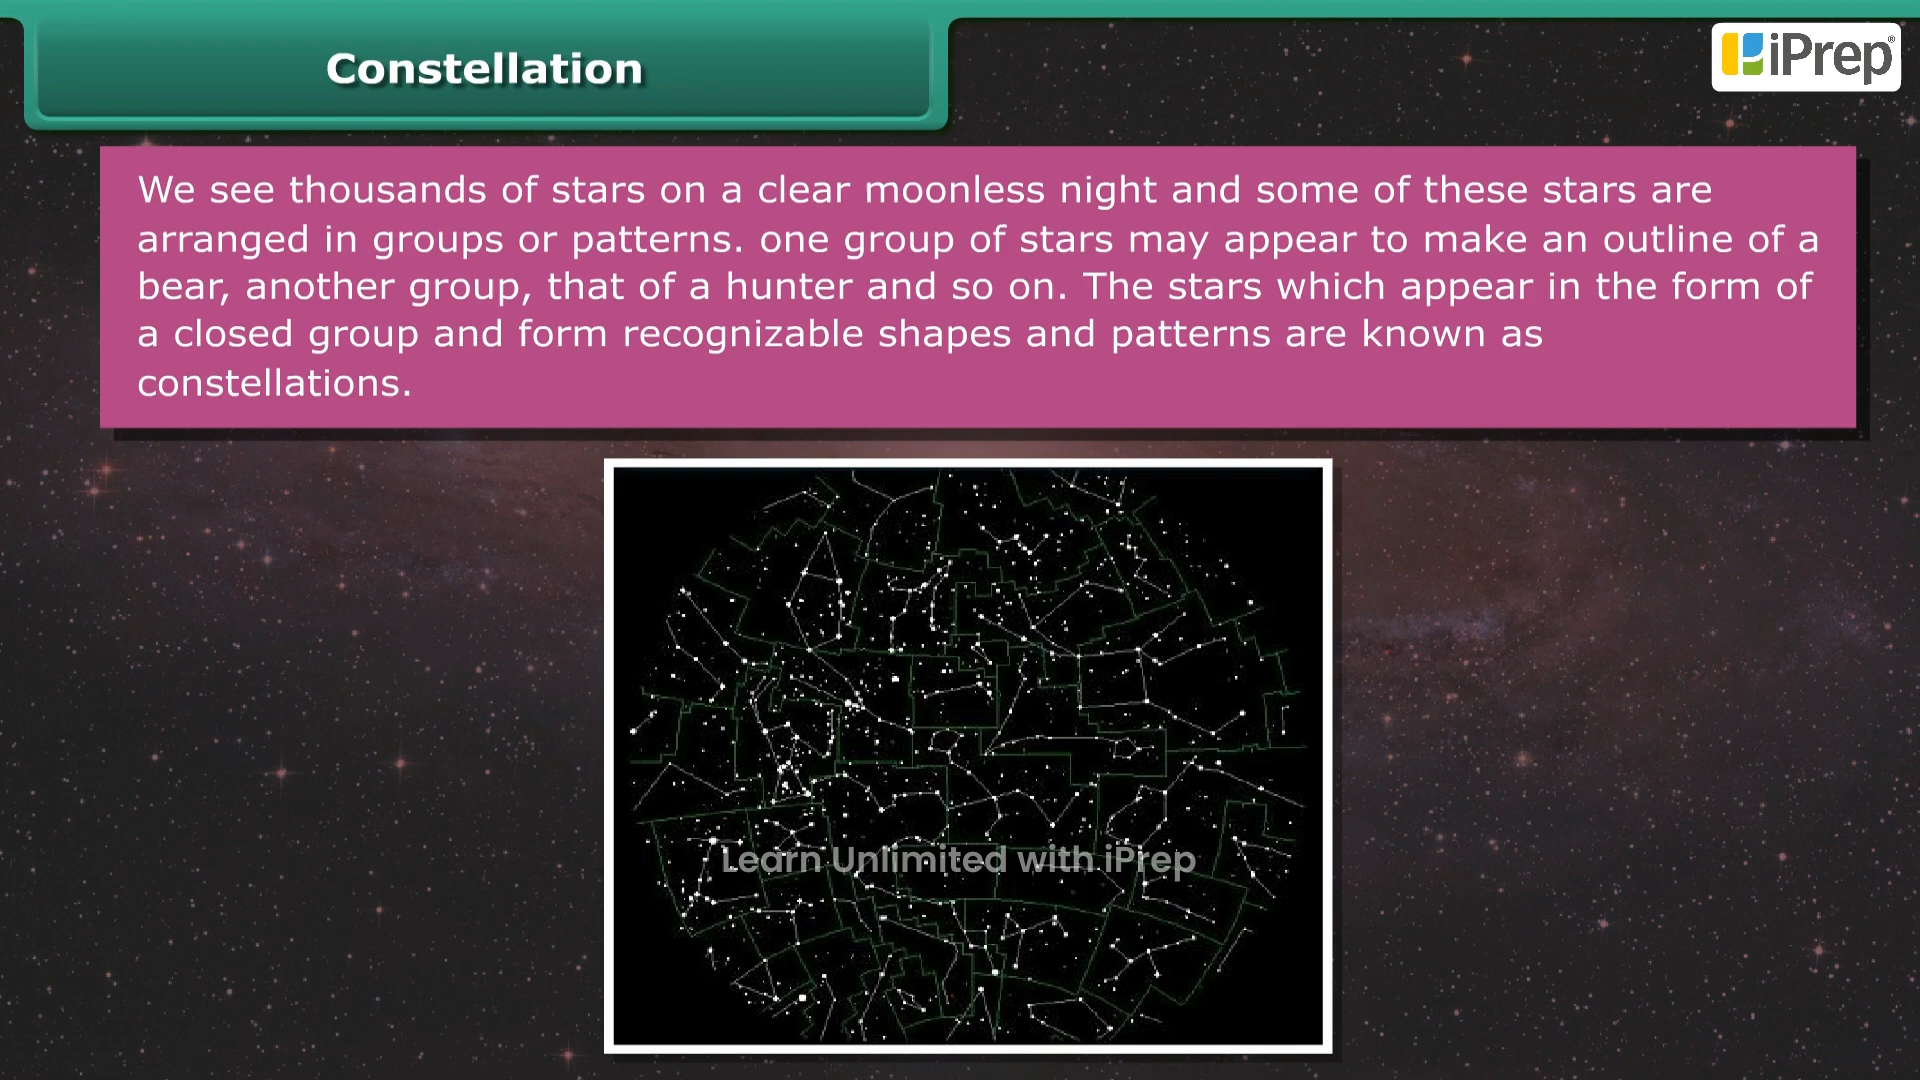 Constellation
iPrep®
We see thousands of stars on a clear moonless night and some of these stars are
arranged in groups or patterns. one group of stars may appear to make an outline of a
bear, another group, that of a hunter and so on. The stars which appear in the form of
a closed group and form recognizable shapes and patterns are known as
constellations.
Learn Unlimited with iPrep